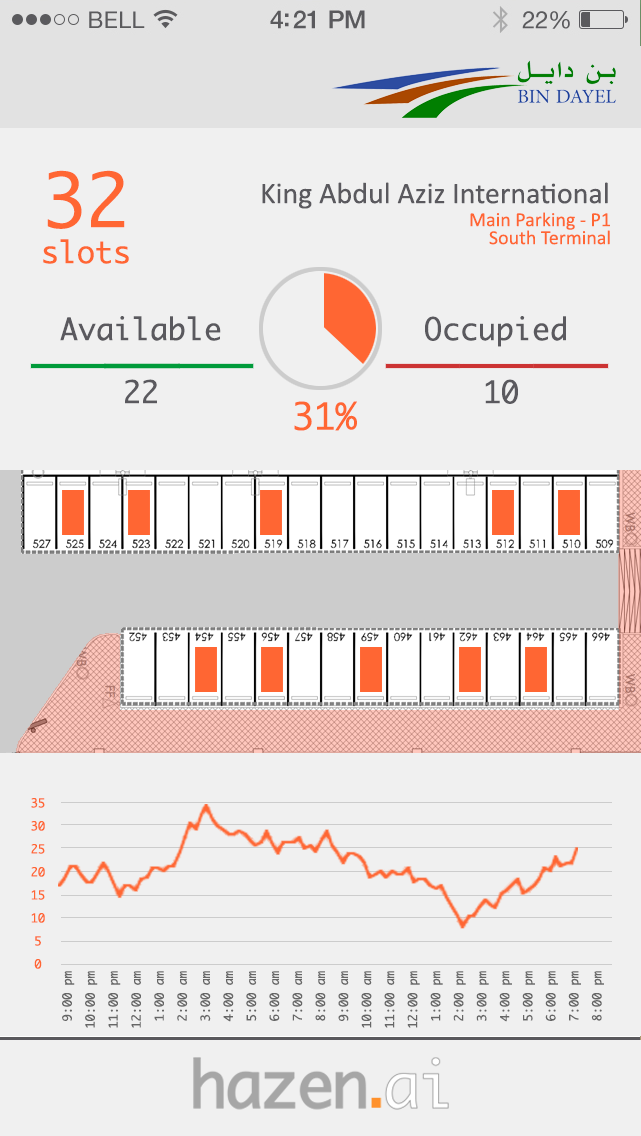 BELL
4:21 PM
22%
بن دايل
BIN DAYEL
32
slots
King Abdul Aziz International
Main Parking - P1
South Terminal
Available
Occupied
22
10
31%
527 525 524 523 522 521 520 519 518 517 516 515 514 513 512 511 510 509
WBO
452 453 454 455 456 457 458 459 460 461 462 463 464 465 466
WBO
FE
WBO
35
30
25
20
15
10
5
0
9:00 pm 10:00 pm 11:00 pm 12:00 am 1:00 am 2:00 am 3:00 am 4:00 am 5:00 am 6:00 am 7:00 am 8:00 am 9:00 am 10:00 am 11:00 am 12:00 pm 1:00 pm 2:00 pm 3:00 pm 4:00 pm 5:00 pm 6:00 pm 7:00 pm 8:00 pm
hazen.ai